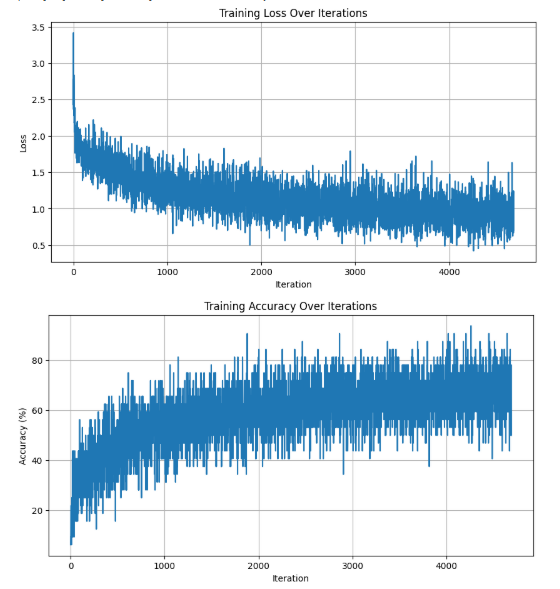 Training Loss Over Iterations
3.5
3.0
2.5
2.0
1.5
1.0
0.5
Loss
0 1000 2000 3000 4000
Iteration
Training Accuracy Over Iterations
80
60
40
20
Accuracy (%)
0 1000 2000 3000 4000
Iteration